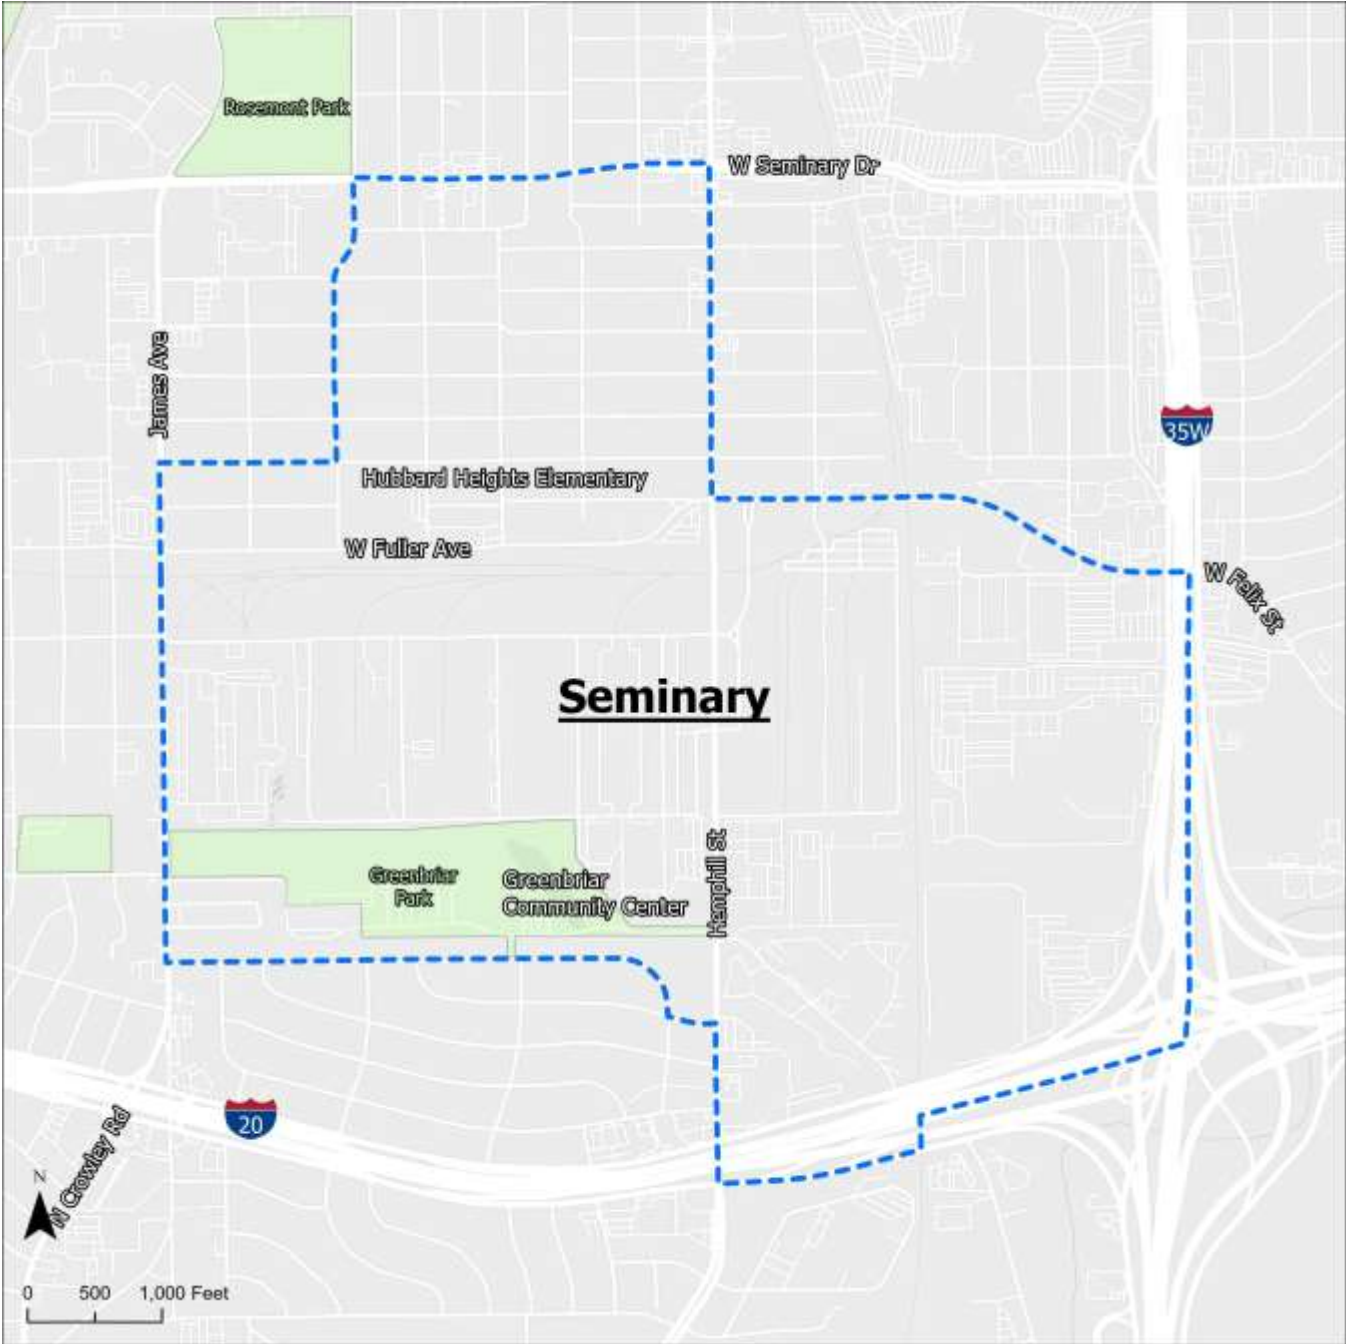 Rosemont Park
W Seminary Dr
James Ave
35W
Hubbard Heights Elementary
W Fuller Ave
W Felix St
Seminary
Greenbriar
Park
Greenbriar
Community Center
Hemphill St
20
N Crowley Rd
N
0 500 1,000 Feet